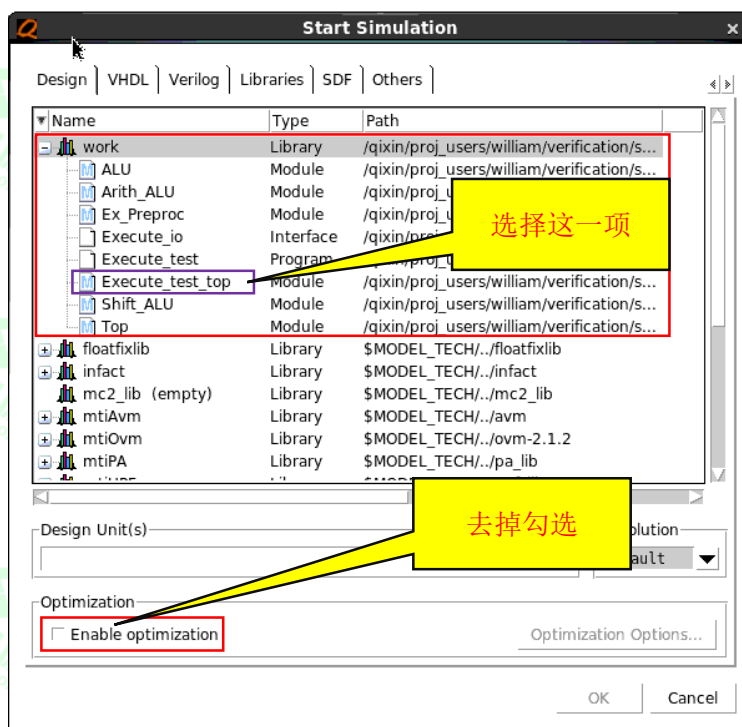 Start Simulation
Design VHDL Verilog Libraries SDF Others
Name Type Path
work Library /qixin/proj_users/william/verification/s...
ALU Module /qixin/proj_users/william/verification/s...
Arith_ALU Module /qixin/proj_u
Ex_Preproc Module /qixin/proj_u
选择这一项
Execute_io Interface /qixin/proj
Execute_test Program
Execute_test_top Module /qixin/proj_users/william/verification/s...
Shift_ALU Module /qixin/proj_users/william/verification/s...
Top Module /qixin/proj_users/william/verification/s...
floatfixlib Library $MODEL_TECH/../floatfixlib
infact Library $MODEL_TECH/../infact
mc2_lib (empty) Library $MODEL_TECH/../mc2_lib
mtiAvm Library $MODEL_TECH/../avm
mtiOvm Library $MODEL_TECH/../ovm-2.1.2
mtiPA Library $MODEL_TECH/../pa_lib
去掉勾选
Design Unit(s) olution
ault
Optimization
Enable optimization Optimization Options...
OK Cancel